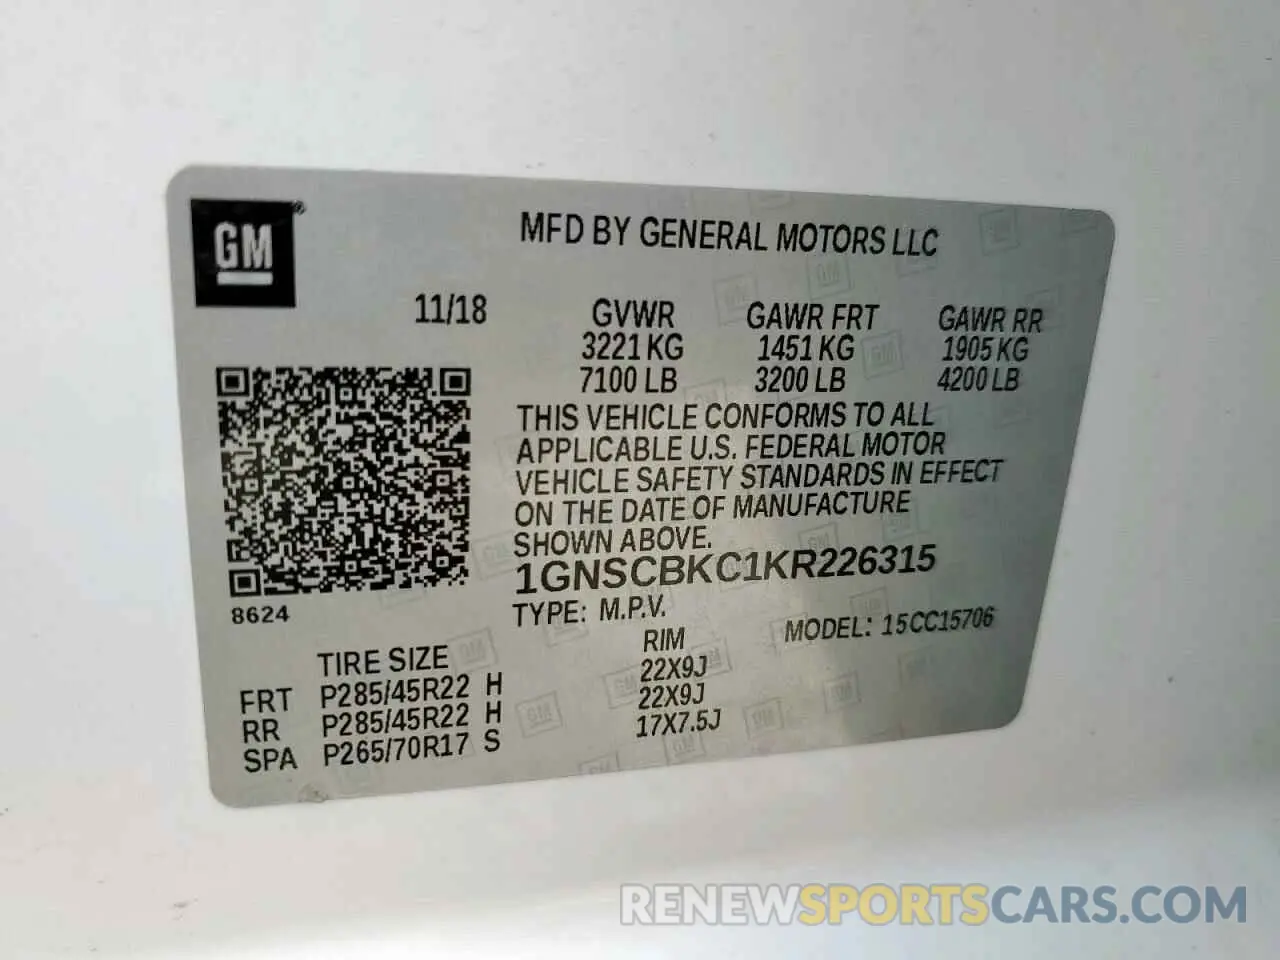 GM®
MFD BY GENERAL MOTORS LLC
11/18 GVWR GAWR FRT GAWR RR
3221 KG 1451 KG 1905 KG
7100 LB 3200 LB 4200 LB
THIS VEHICLE CONFORMS TO ALL
APPLICABLE U.S. FEDERAL MOTOR
VEHICLE SAFETY STANDARDS IN EFFECT
ON THE DATE OF MANUFACTURE
SHOWN ABOVE.
1GNSCBKC1KR226315
8624
TYPE: M.P.V. MODEL: 15CC15706
TIRE SIZE RIM
FRT P285/45R22 H 22X9J
RR P285/45R22 H 22X9J
SPA P265/70R17 S 17X7.5J
RENEWSPORTSCARS.COM